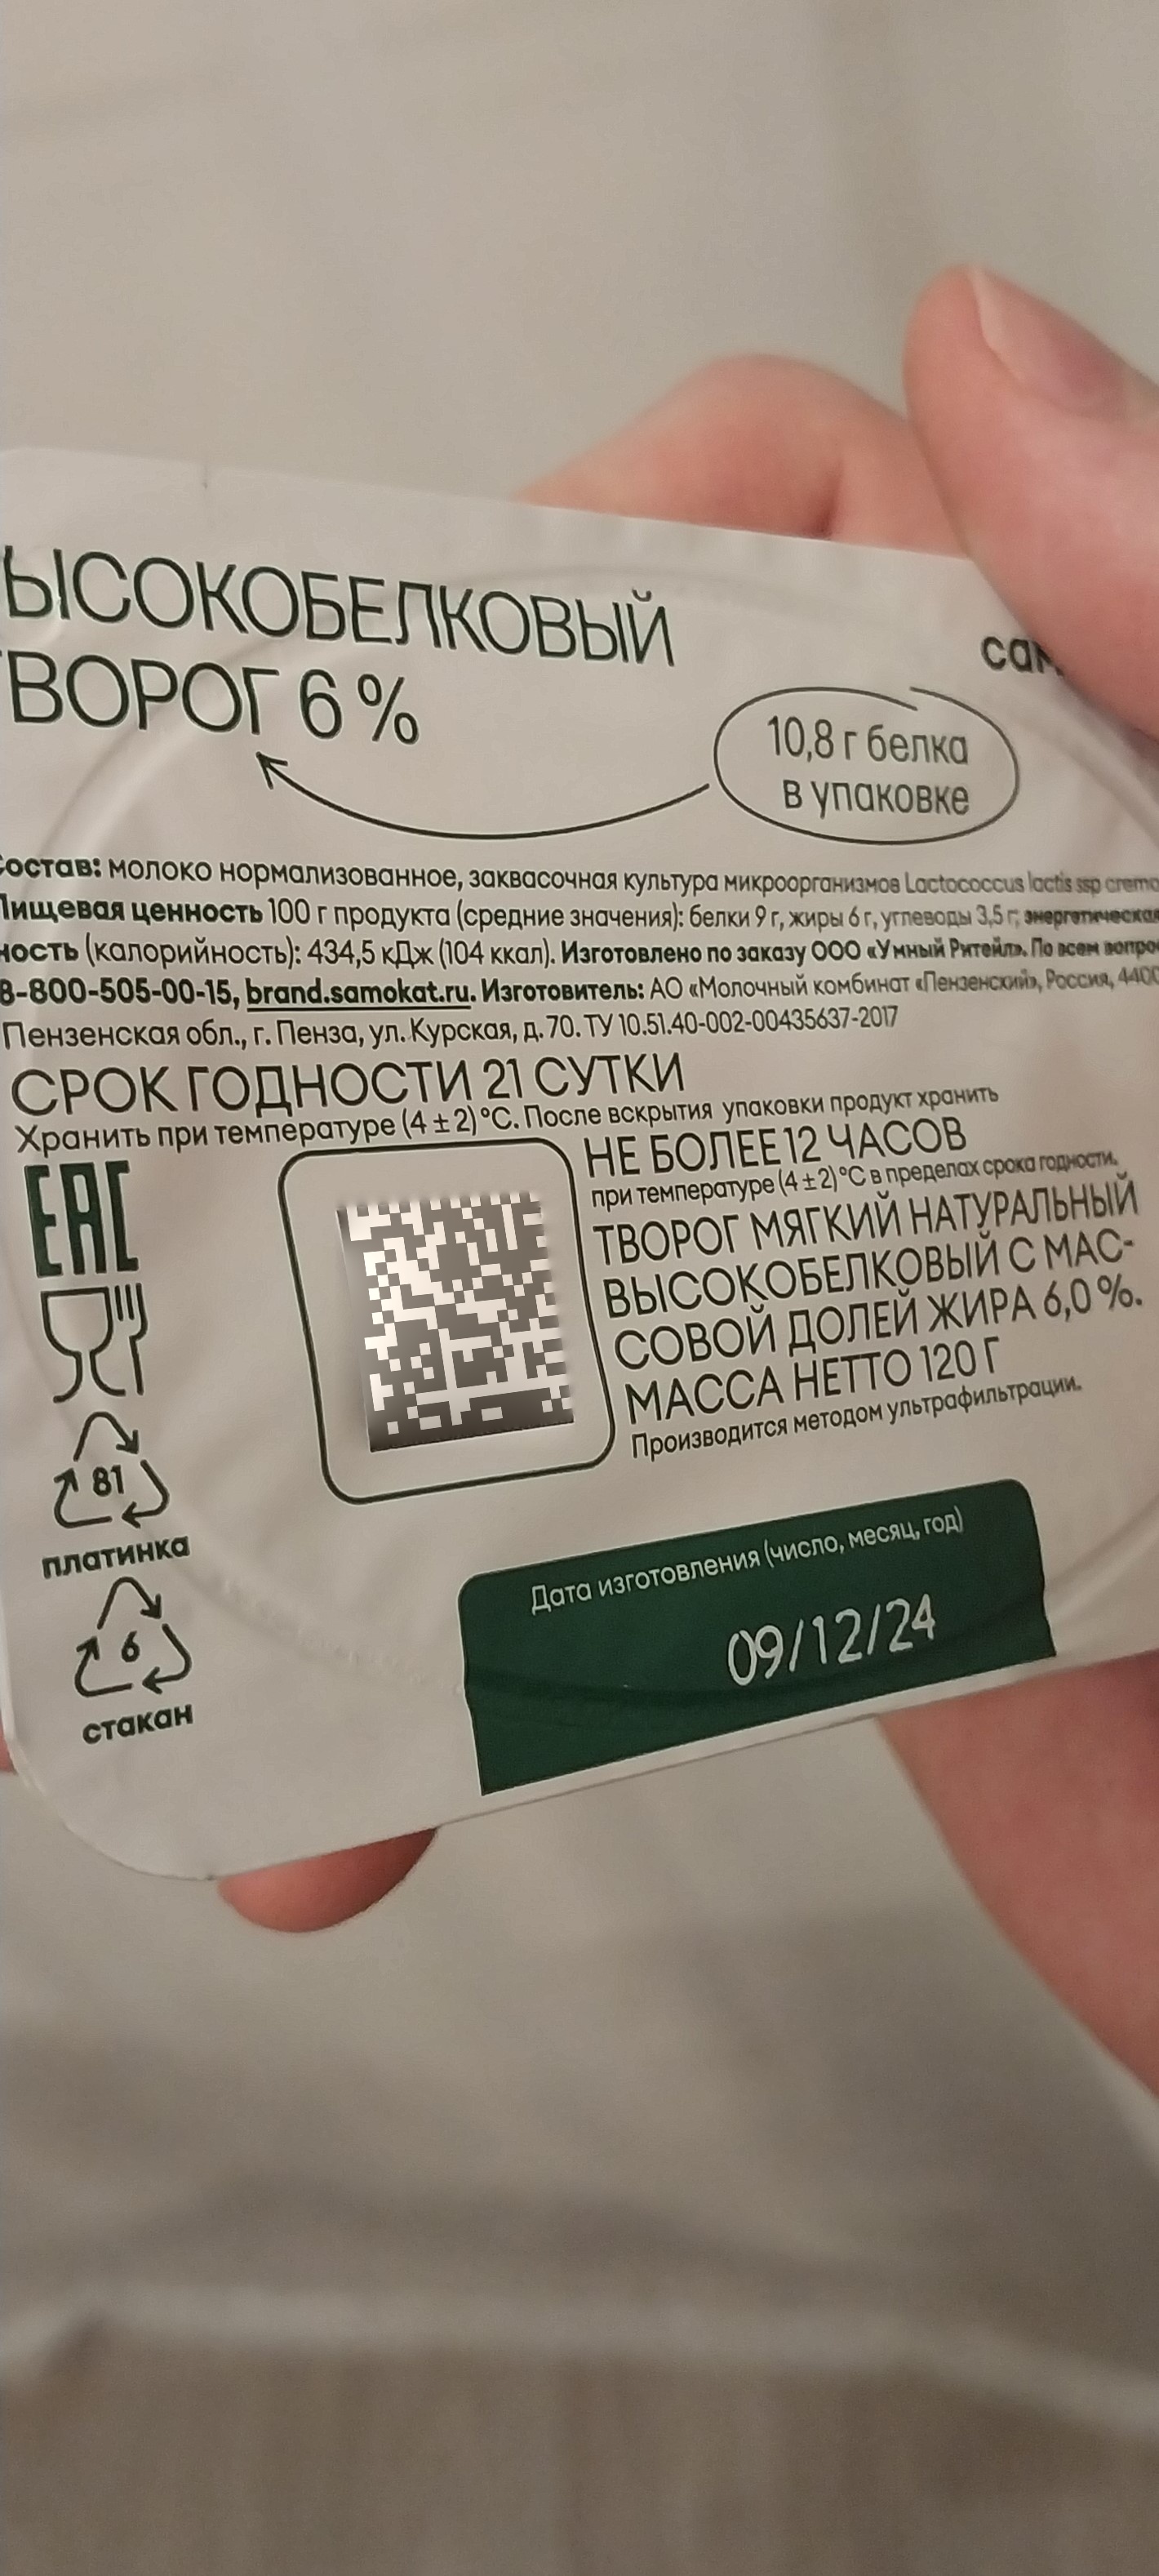 ЫСОКОБЕЛКОВЫЙ
ТВОРОГ 6 %
сам
10,8 г белка
в упаковке
Состав: молоко нормализованное, заквасочная культура микроорганизмов Lactococcus lactis ssp cremo
Пищевая ценность 100 г продукта (средние значения): белки 9 г, жиры 6 г, углеводы 3,5 г; энергетическая
ность (калорийность): 434,5 кДж (104 ккал). Изготовлено по заказу ООО «Умный Ритейл». По всем вопро
8-800-505-00-15, brand.samokat.ru. Изготовитель: АО «Молочный комбинат «Пензенский», Россия, 4400
Пензенская обл., г. Пенза, ул. Курская, д. 70. ТУ 10.51.40-002-00435637-2017
СРОК ГОДНОСТИ 21 СУТКИ
Хранить при температуре (4 ± 2) °С. После вскрытия упаковки продукт хранить
НЕ БОЛЕЕ 12 ЧАСОВ
при температуре (4 ± 2) °С в пределах срока годности.
ТВОРОГ МЯГКИЙ НАТУРАЛЬНЫЙ
ВЫСОКОБЕЛКОВЫЙ С МАС-
СОВОЙ ДОЛЕЙ ЖИРА 6,0 %.
МАССА НЕТТО 120 Г
Производится методом ультрафильтрации.
EAC
81
платинка
6
стакан
Дата изготовления (число, месяц, год)
09/12/24